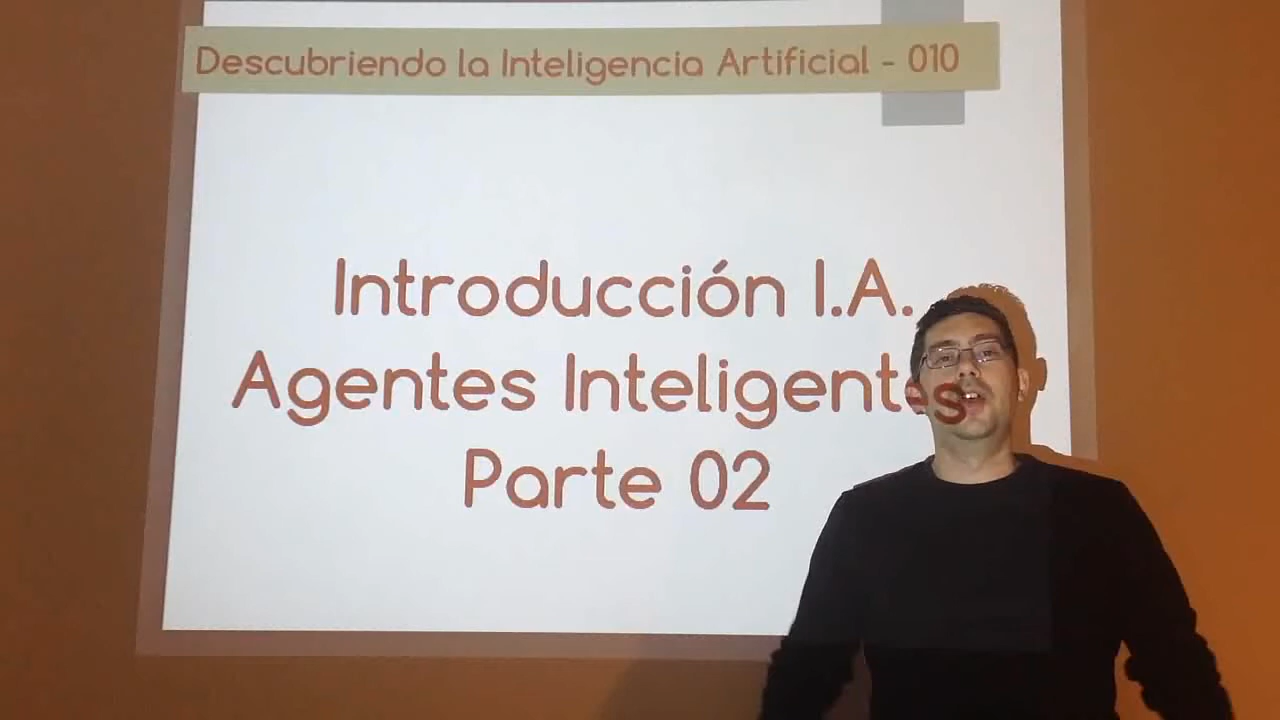 Descubriendo la Inteligencia Artificial - 010
Introducción I.A.
Agentes Inteligentes
Parte 02